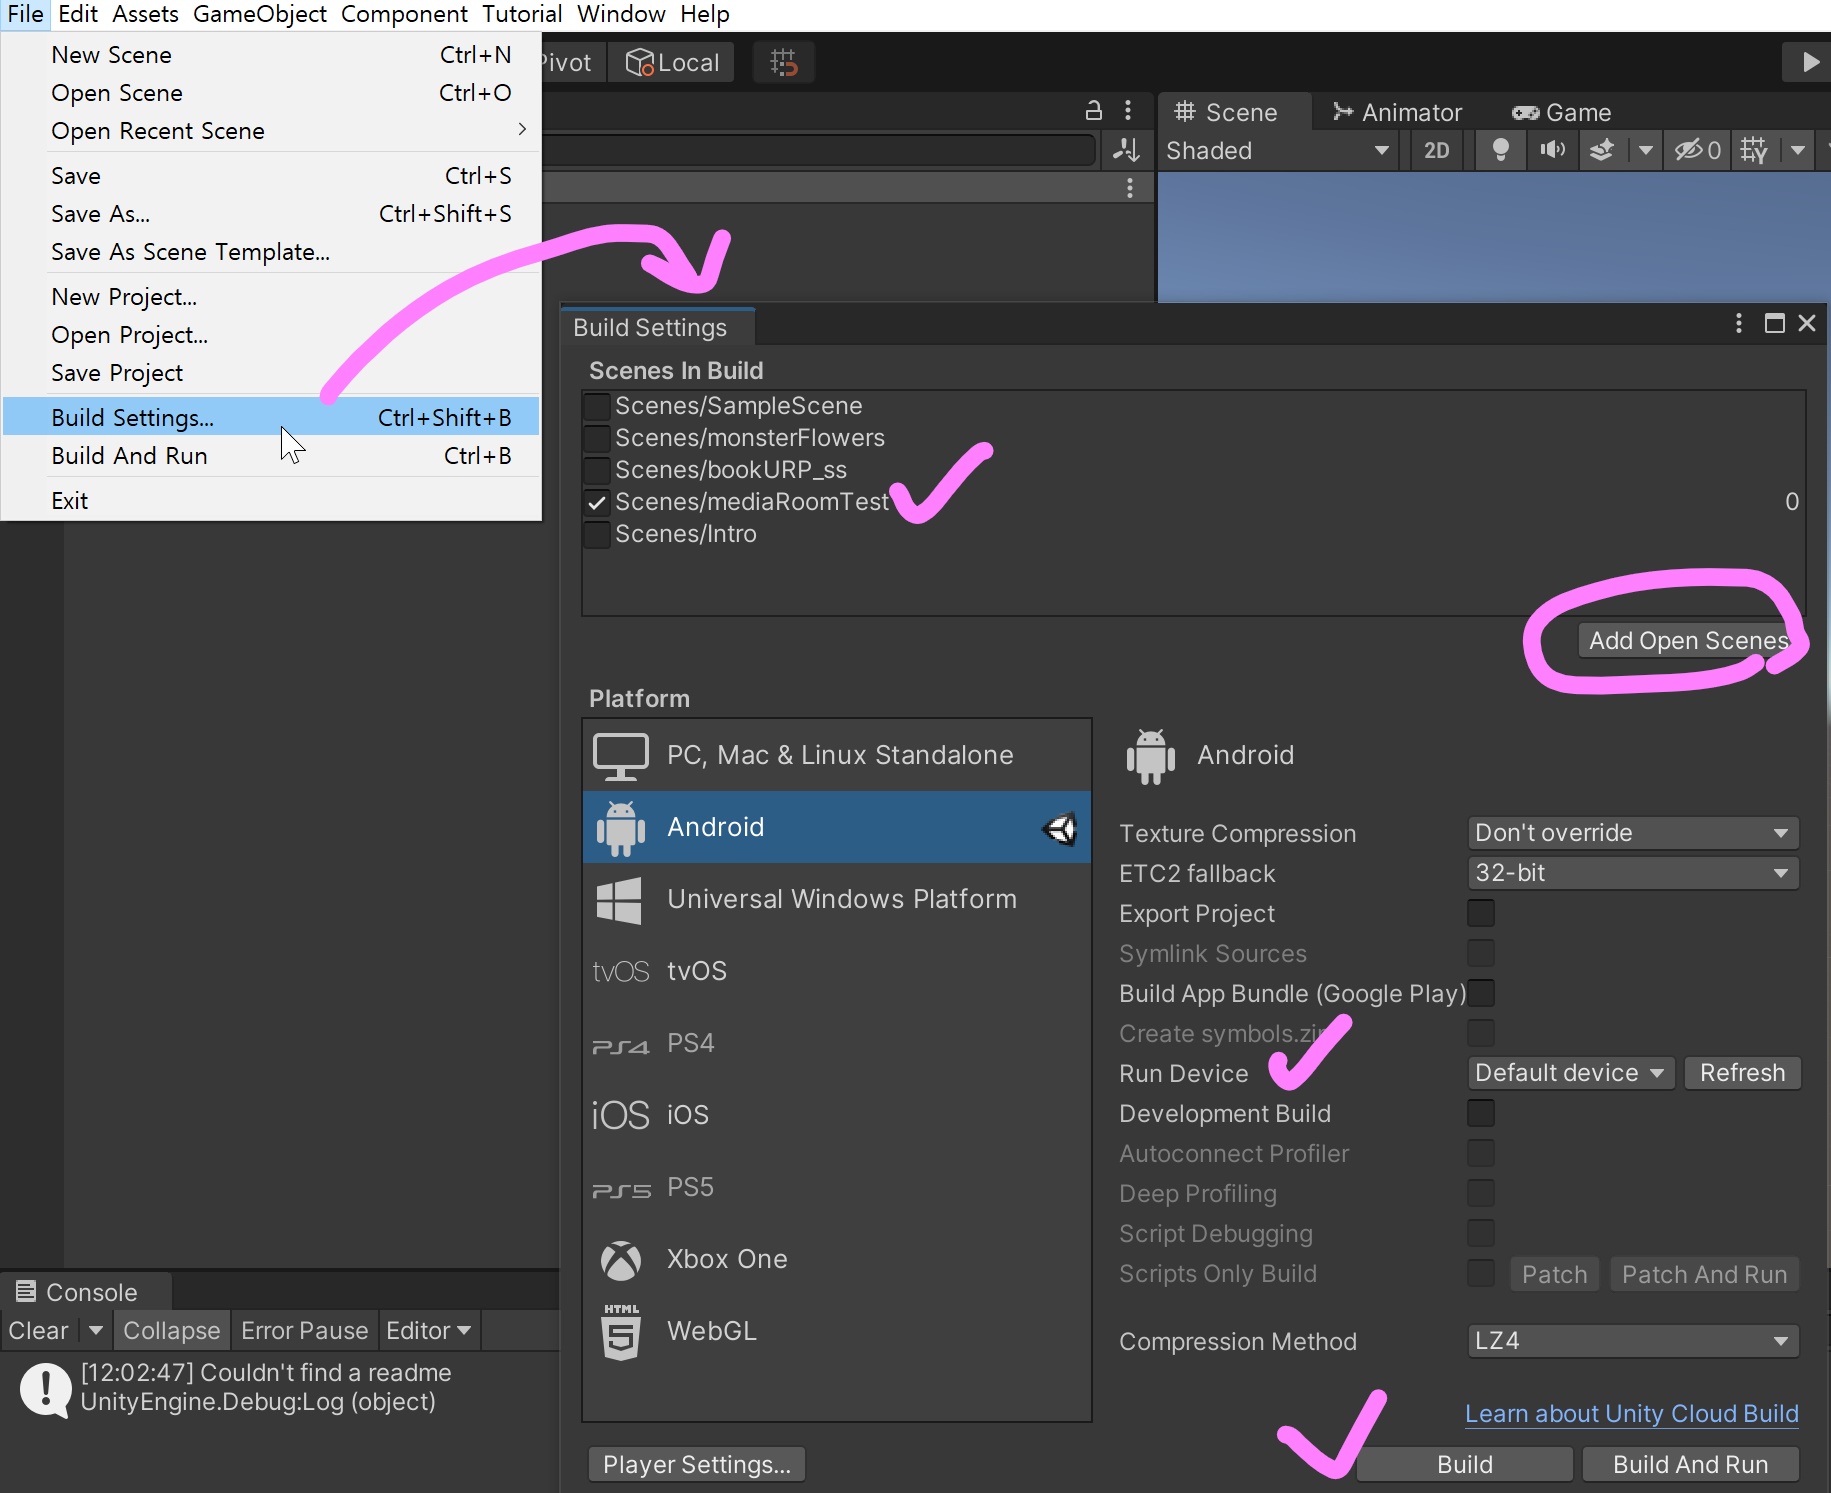 File Edit Assets GameObject Component Tutorial Window Help
New Scene Ctrl+N
Open Scene Ctrl+O
Open Recent Scene
Save Ctrl+S
Save As... Ctrl+Shift+S
Save As Scene Template...
New Project...
Open Project...
Save Project
Build Settings... Ctrl+Shift+B
Build And Run Ctrl+B
Exit
Pivot Local
Scene Animator Game
Shaded 2D 0
Build Settings
Scenes In Build
Scenes/SampleScene
Scenes/monsterFlowers
Scenes/bookURP_ss
Scenes/mediaRoomTest 0
Scenes/Intro
Add Open Scenes
Platform
PC, Mac & Linux Standalone
Android
Universal Windows Platform
tvOS tvOS
PS4 PS4
iOS iOS
PS5 PS5
Xbox One
HTML 5 WebGL
Android
Texture Compression Don't override
ETC2 fallback 32-bit
Export Project
Symlink Sources
Build App Bundle (Google Play)
Create symbols.zip
Run Device Default device Refresh
Development Build
Autoconnect Profiler
Deep Profiling
Script Debugging
Scripts Only Build Patch Patch And Run
Compression Method LZ4
Learn about Unity Cloud Build
Player Settings... Build Build And Run
Console
Clear Collapse Error Pause Editor
[12:02:47] Couldn't find a readme
UnityEngine.Debug:Log (object)